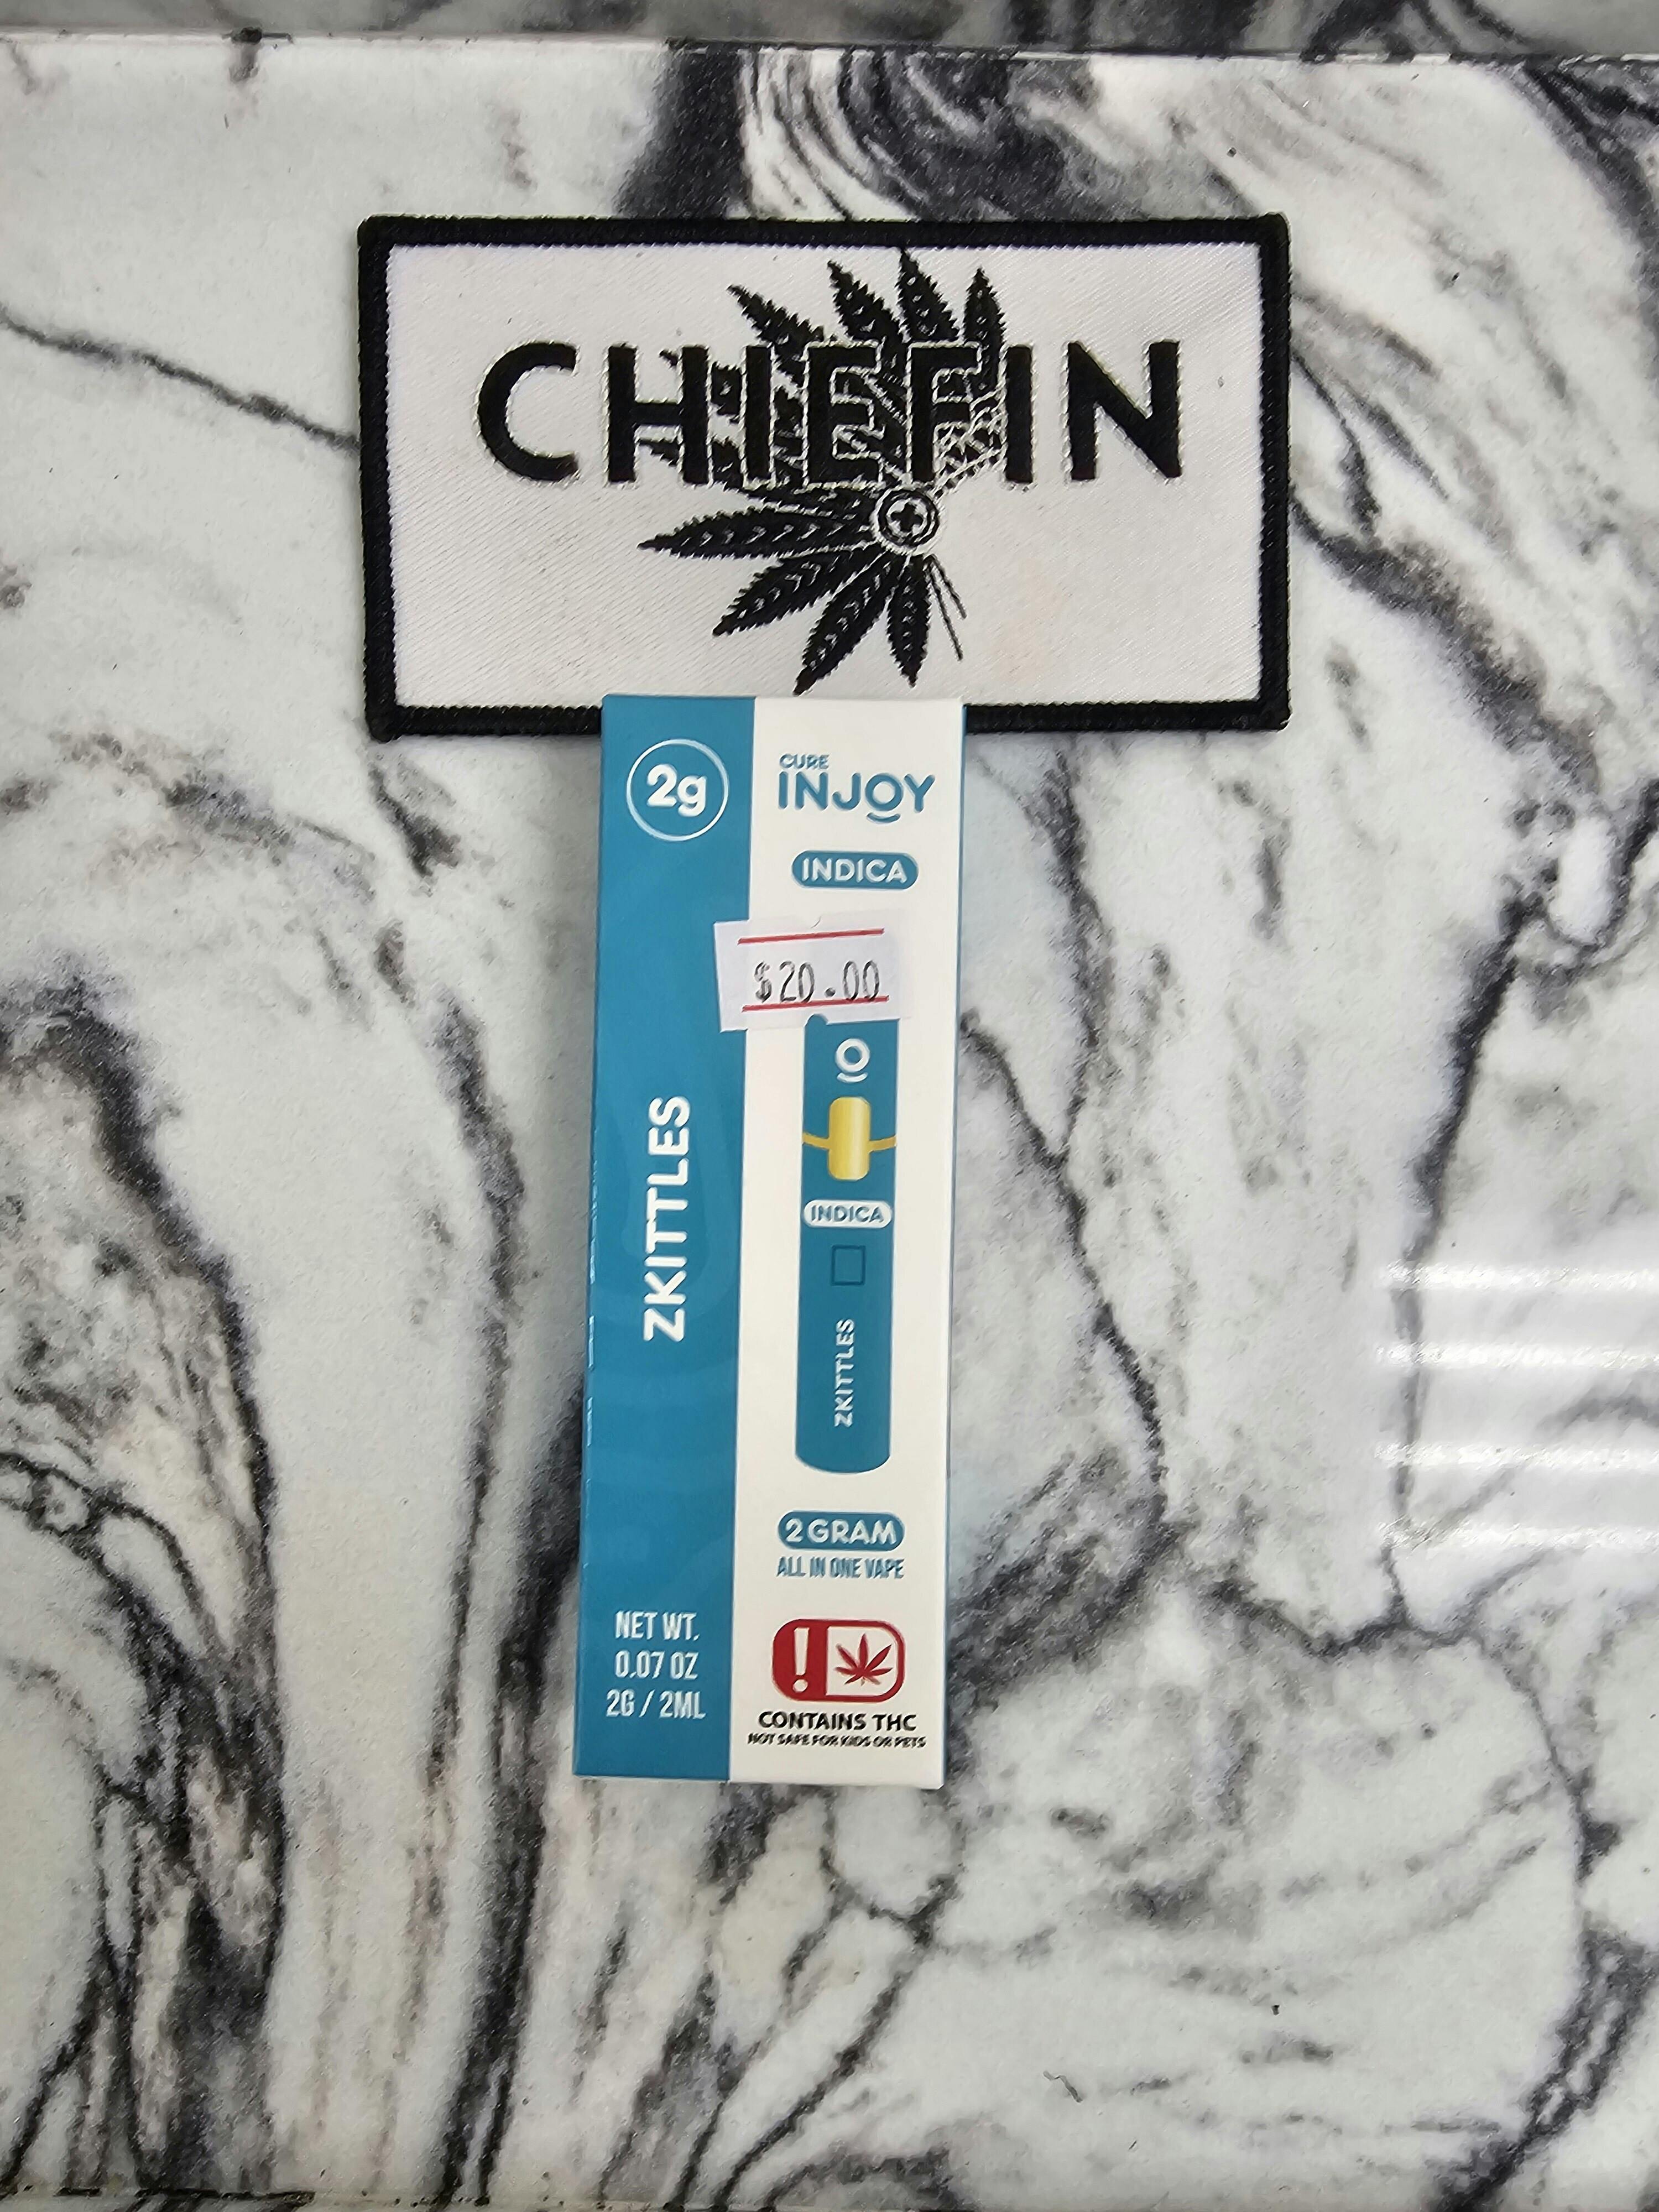 CHIEFIN
2g
CURE
INJOY
INDICA
$20.00
INDICA
ZKITTLES
ZKITTLES
2 GRAM
ALL IN ONE VAPE
NET WT.
0.07 OZ
2G / 2ML
CONTAINS THC
NOT SAFE FOR KIDS OR PETS